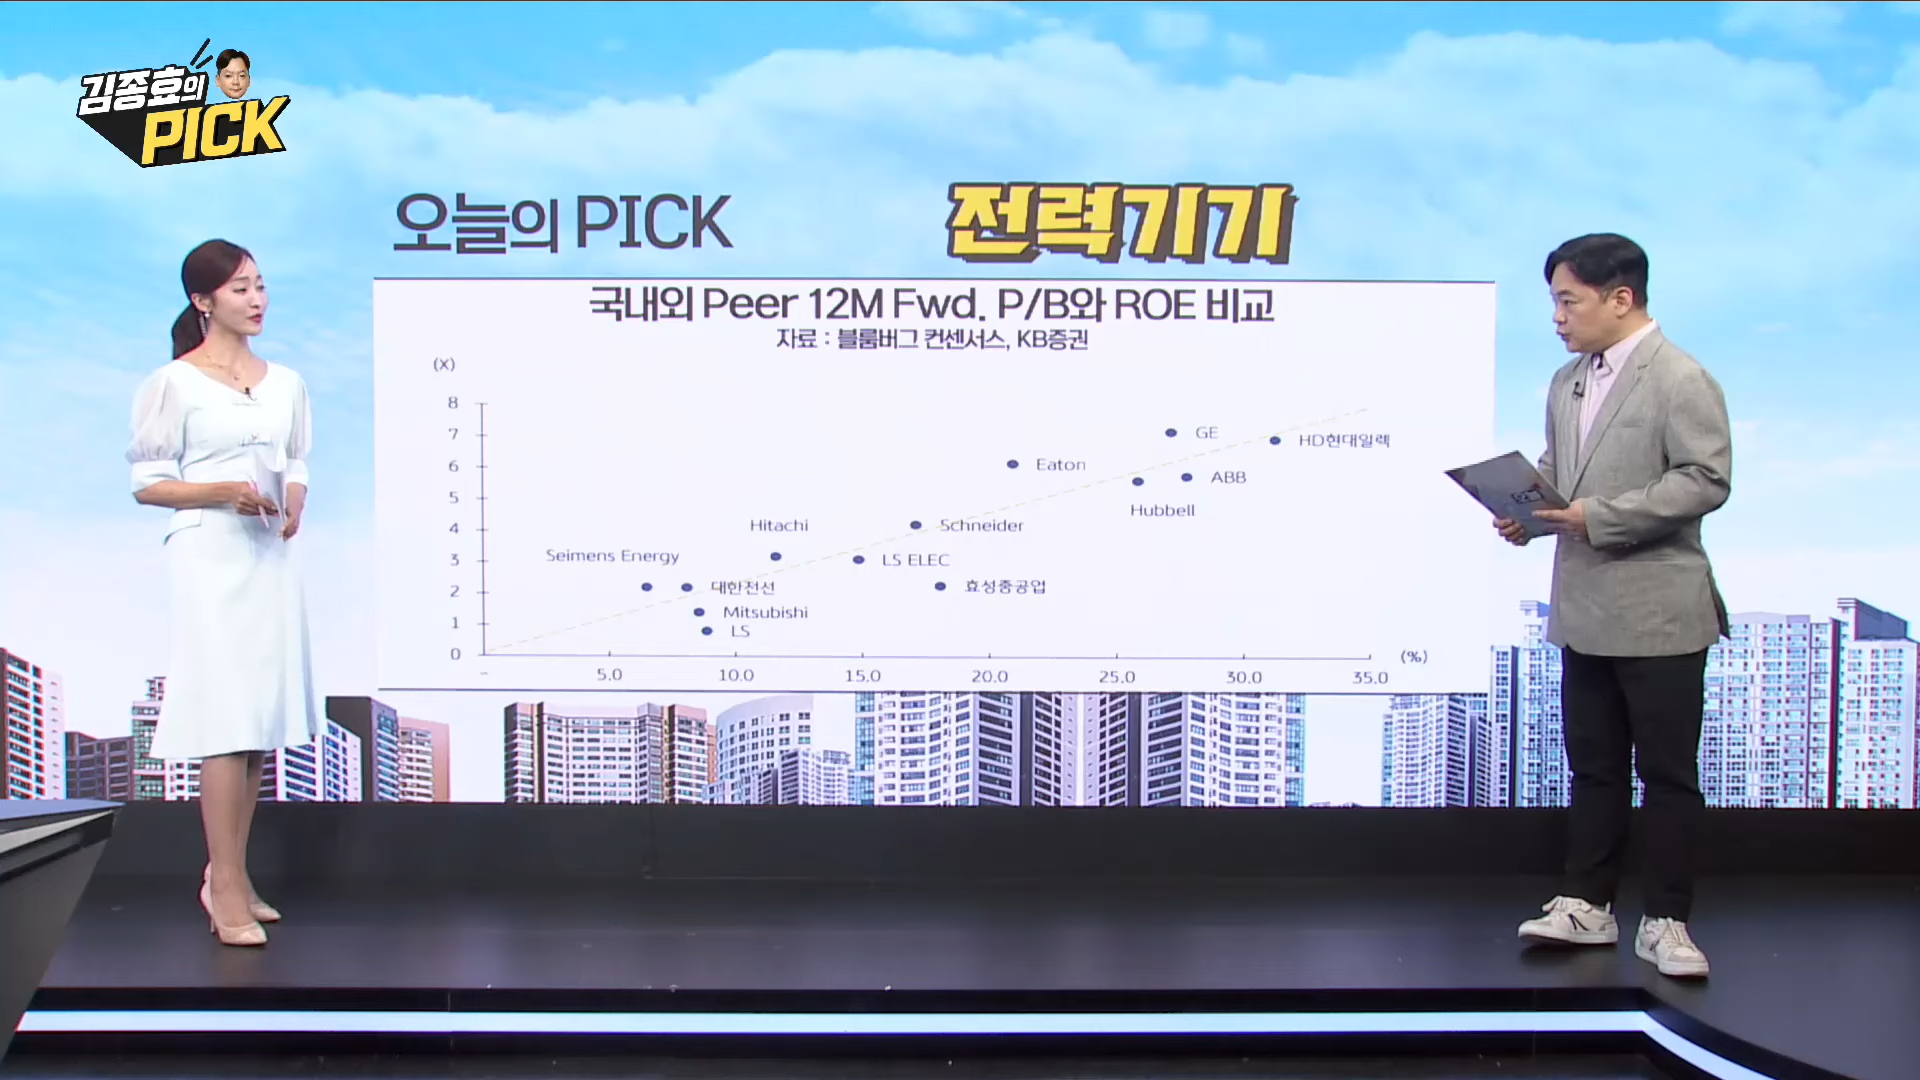 김종효의
PICK
오늘의 PICK
전력기기
국내외 Peer 12M Fwd. P/B와 ROE 비교
자료 : 블룸버그 컨센서스, KB증권
(X)
8
7
6
5
4
3
2
1
0
GE
HD현대일렉
Eaton
ABB
Hubbell
Hitachi
Schneider
Seimens Energy
LS ELEC
대한전선
효성중공업
Mitsubishi
LS
(%)
-
5.0
10.0
15.0
20.0
25.0
30.0
35.0